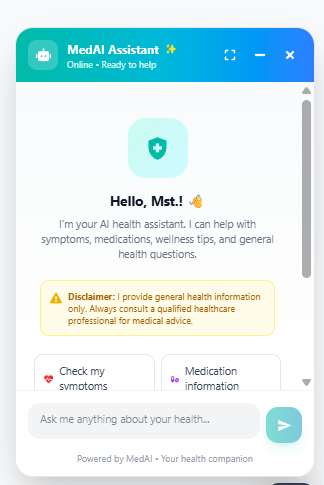 MedAI Assistant ✨
Online • Ready to help
Hello, Mst.! 👋
I'm your AI health assistant. I can help with
symptoms, medications, wellness tips, and general
health questions.
Disclaimer: I provide general health information
only. Always consult a qualified healthcare
professional for medical advice.
Check my
symptoms
Medication
information
Ask me anything about your health...
Powered by MedAI • Your health companion